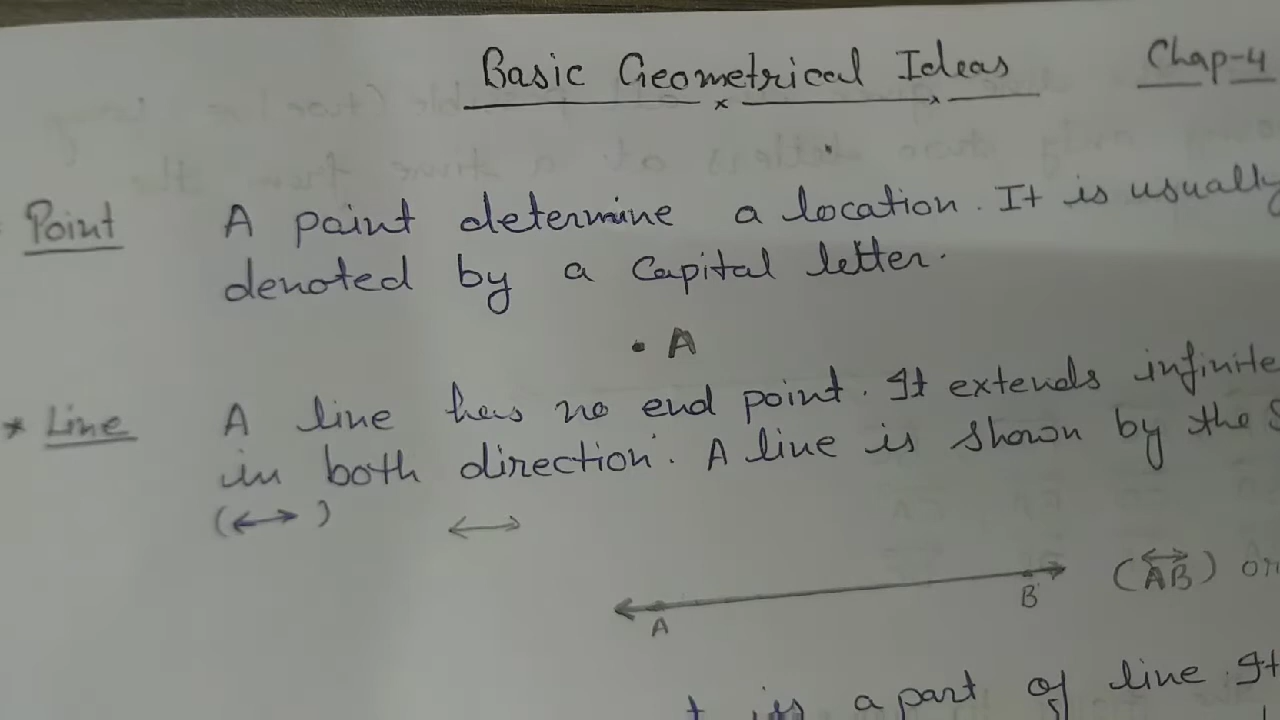 Basic Geometrical Ideas Chap-4
Point A point determine a location. It is usually
denoted by a Capital letter.
• A
* Line A line has no end point. It extends infinite
in both direction. A line is shown by the S
(↔) ↔
A B (AB) or
it is a part of line It